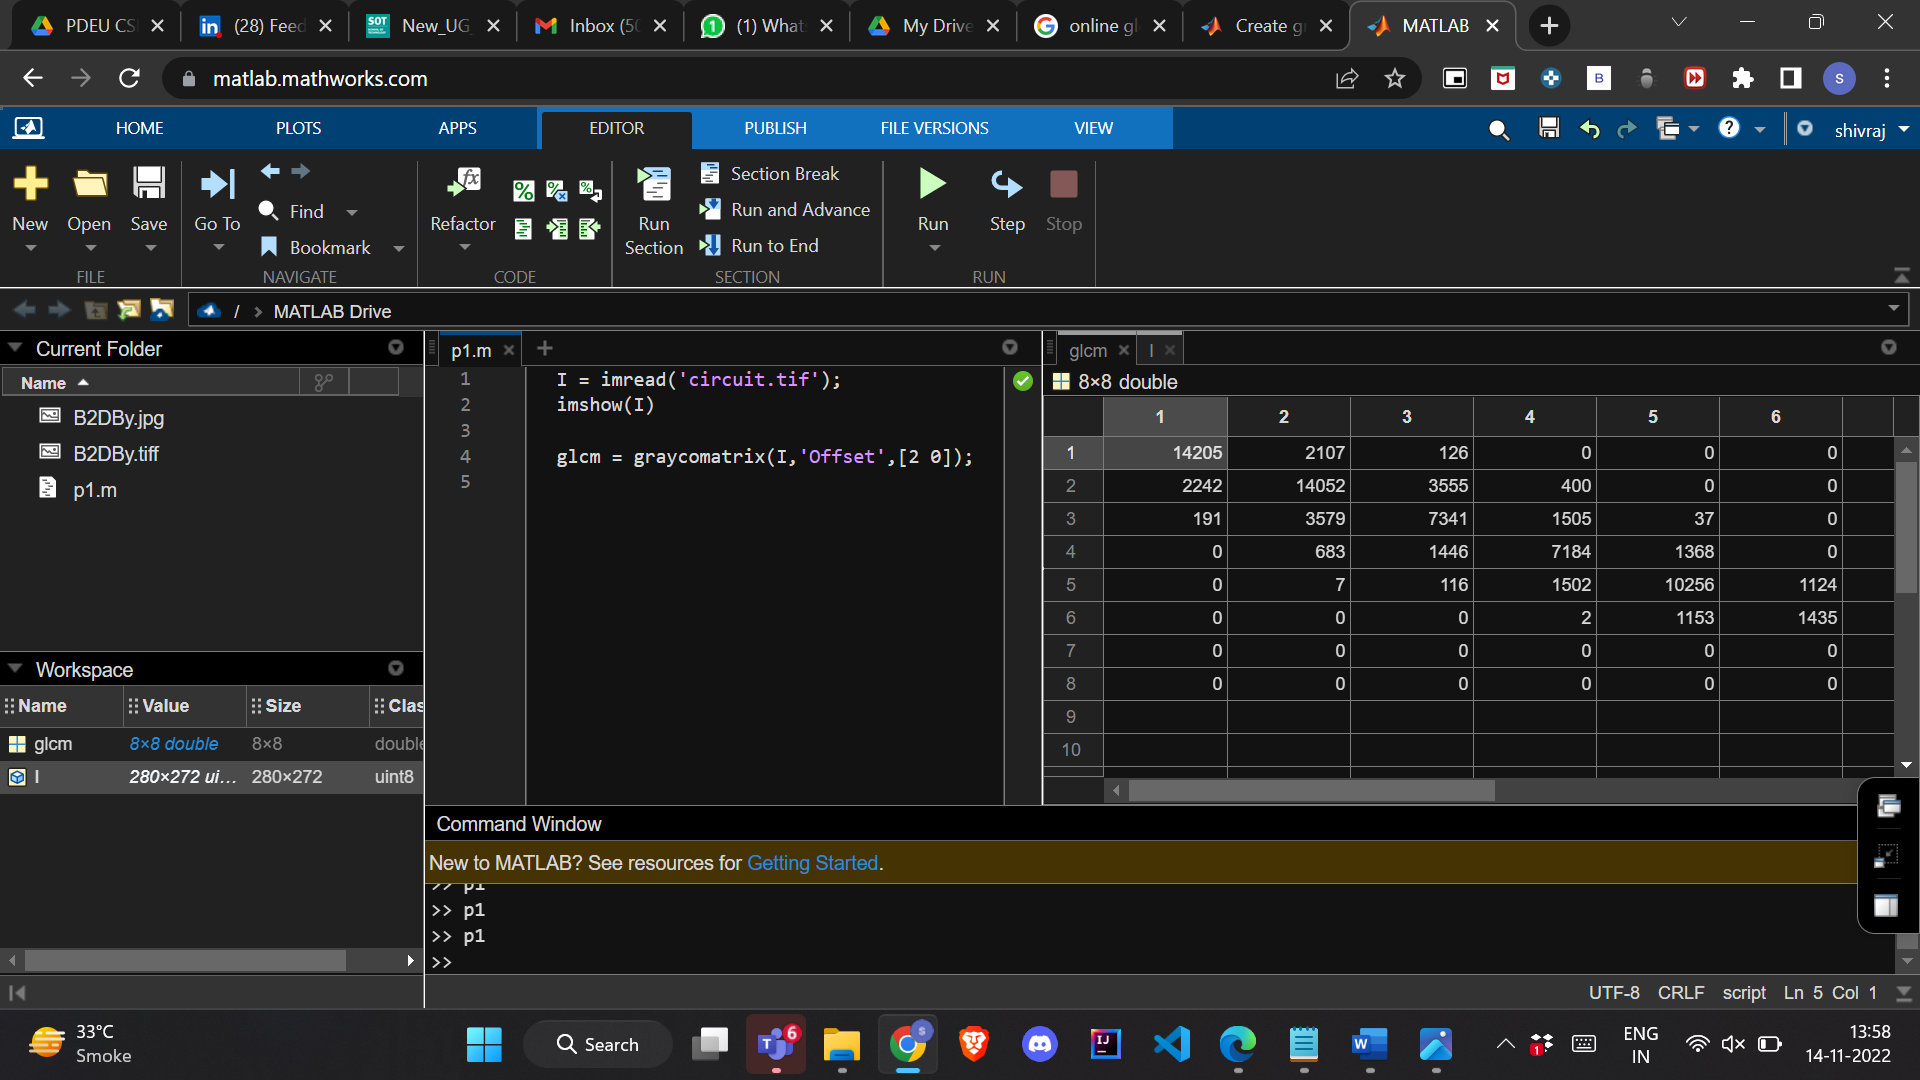 PDEU CS
(28) Feed
New_UG_
Inbox (50
(1) Whats
My Drive
online gl
Create gr
MATLAB
matlab.mathworks.com
HOME
PLOTS
APPS
EDITOR
PUBLISH
FILE VERSIONS
VIEW
shivraj
New
Open
Save
FILE
Go To
Find
Bookmark
NAVIGATE
Refactor
CODE
Run Section
Section Break
Run and Advance
Run to End
SECTION
Run
Step
Stop
RUN
/ > MATLAB Drive
Current Folder
Name
B2DBy.jpg
B2DBy.tiff
p1.m
Workspace
Name Value Size Clas
glcm 8×8 double 8×8 double
I 280×272 ui... 280×272 uint8
p1.m
1 I = imread('circuit.tif');
2 imshow(I)
3
4 glcm = graycomatrix(I,'Offset',[2 0]);
5
glcm
I
8×8 double
1 2 3 4 5 6
1 14205 2107 126 0 0 0
2 2242 14052 3555 400 0 0
3 191 3579 7341 1505 37 0
4 0 683 1446 7184 1368 0
5 0 7 116 1502 10256 1124
6 0 0 0 2 1153 1435
7 0 0 0 0 0 0
8 0 0 0 0 0 0
9
10
Command Window
New to MATLAB? See resources for Getting Started.
>> p1
>> p1
>> p1
>>
UTF-8 CRLF script Ln 5 Col 1
33°C
Smoke
Search
6
1
ENG
IN
13:58
14-11-2022